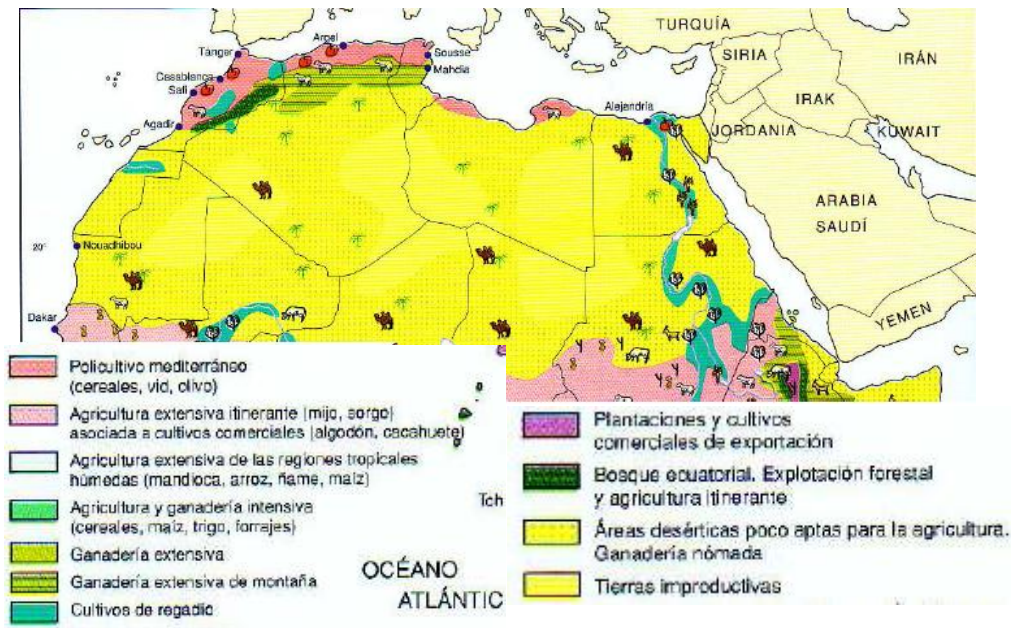 TURQUÍA
SIRIA
IRÁN
IRAK
JORDANIA
KUWAIT
ARABIA
SAUDÍ
YEMEN
Argel
Tánger
Sousse
Mahdia
Casablanca
Safi
Agadir
Alejandría
20°
Nouadhibou
Dakar
Policultivo mediterráneo
(cereales, vid, olivo)
Agricultura extensiva itinerante (mijo, sorgo)
asociada a cultivos comerciales (algodón, cacahuete)
Agricultura extensiva de las regiones tropicales
húmedas (mandioca, arroz, ñame, maíz)
Agricultura y ganadería intensiva
(cereales, maíz, trigo, forrajes)
Ganadería extensiva
Ganadería extensiva de montaña
Cultivos de regadío
Tch
OCÉANO
ATLÁNTIC
Plantaciones y cultivos
comerciales de exportación
Bosque ecuatorial. Explotación forestal
y agricultura itinerante
Áreas desérticas poco aptas para la agricultura.
Ganadería nómada
Tierras improductivas